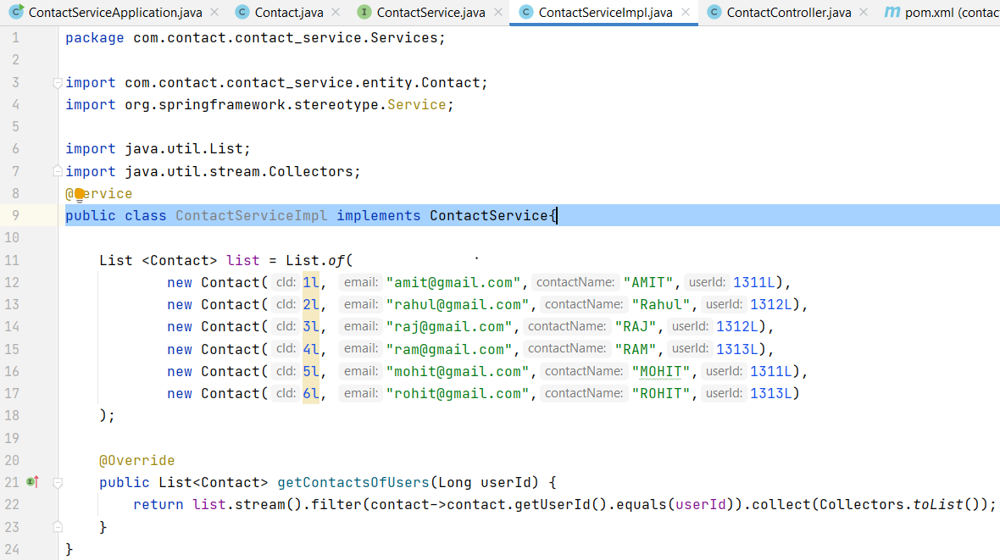 ContactServiceApplication.java Contact.java ContactService.java ContactServiceImpl.java ContactController.java pom.xml (contac
1 package com.contact.contact_service.Services;
2
3 import com.contact.contact_service.entity.Contact;
4 import org.springframework.stereotype.Service;
5
6 import java.util.List;
7 import java.util.stream.Collectors;
8 @Service
9 public class ContactServiceImpl implements ContactService{
10
11 List <Contact> list = List.of(
12 new Contact( cId: 1l, email: "amit@gmail.com", contactName: "AMIT", userId: 1311L),
13 new Contact( cId: 2l, email: "rahul@gmail.com", contactName: "Rahul", userId: 1312L),
14 new Contact( cId: 3l, email: "raj@gmail.com", contactName: "RAJ", userId: 1312L),
15 new Contact( cId: 4l, email: "ram@gmail.com", contactName: "RAM", userId: 1313L),
16 new Contact( cId: 5l, email: "mohit@gmail.com", contactName: "MOHIT", userId: 1311L),
17 new Contact( cId: 6l, email: "rohit@gmail.com", contactName: "ROHIT", userId: 1313L)
18 );
19
20 @Override
21 public List<Contact> getContactsOfUsers(Long userId) {
22 return list.stream().filter(contact->contact.getUserId().equals(userId)).collect(Collectors.toList());
23 }
24 }